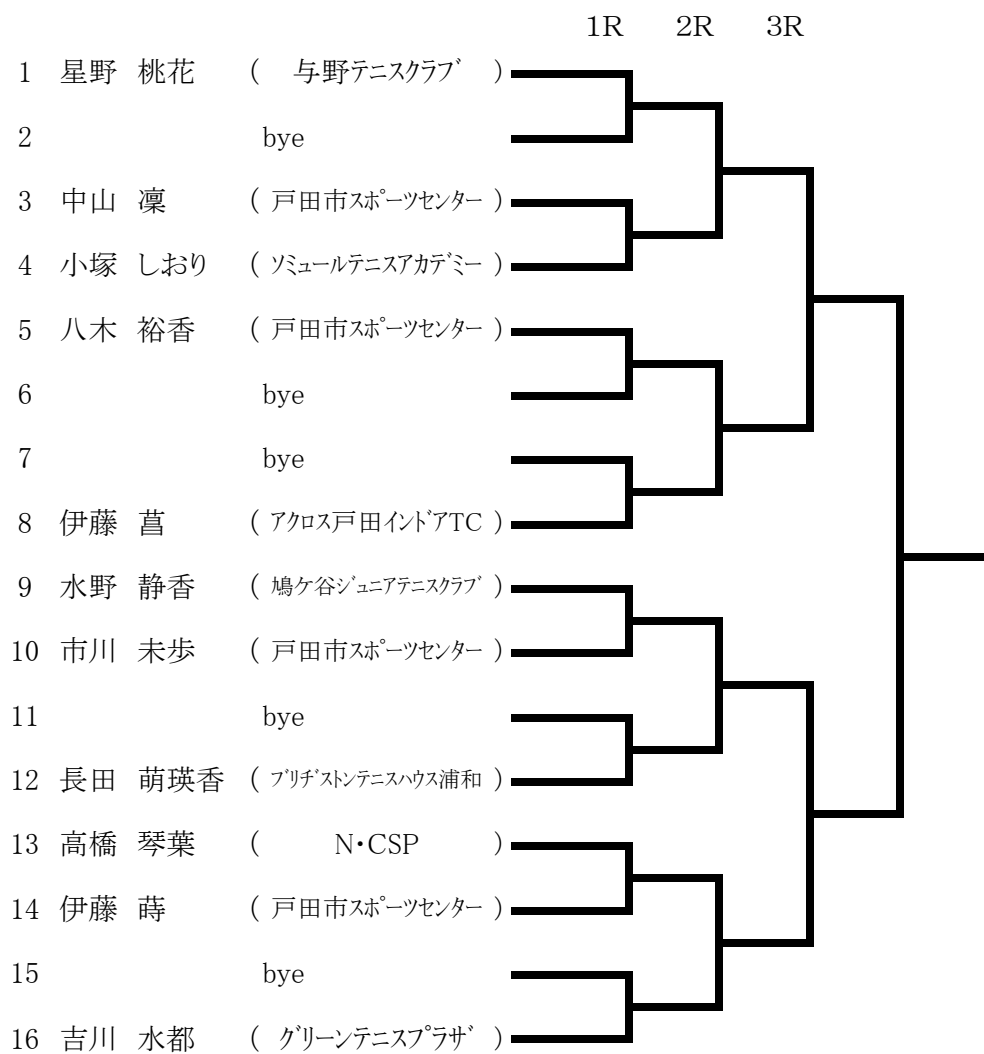 1R 2R 3R
1 星野 桃花 ( 与野テニスクラブ )
2 bye
3 中山 凜 ( 戸田市スポーツセンター )
4 小塚 しおり ( ソミュールテニスアカデミー )
5 八木 裕香 ( 戸田市スポーツセンター )
6 bye
7 bye
8 伊藤 菖 ( アクロス戸田インドアTC )
9 水野 静香 ( 鳩ケ谷ジュニアテニスクラブ )
10 市川 未歩 ( 戸田市スポーツセンター )
11 bye
12 長田 萌瑛香 ( ブリヂストンテニスハウス浦和 )
13 高橋 琴葉 ( N・CSP )
14 伊藤 蒔 ( 戸田市スポーツセンター )
15 bye
16 吉川 水都 ( グリーンテニスプラザ )